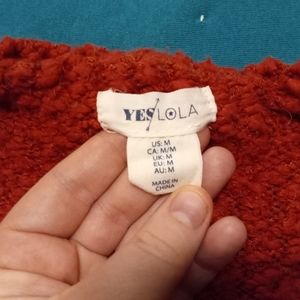 YES/LOLA
US: M
CA: M/M
UK: M
EU: M
AU: M
MADE IN
CHINA